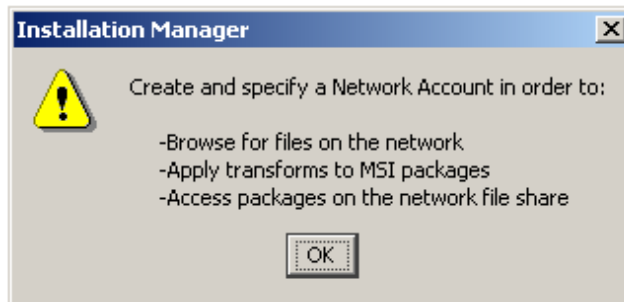 Installation Manager
Create and specify a Network Account in order to:
-Browse for files on the network
-Apply transforms to MSI packages
-Access packages on the network file share
OK